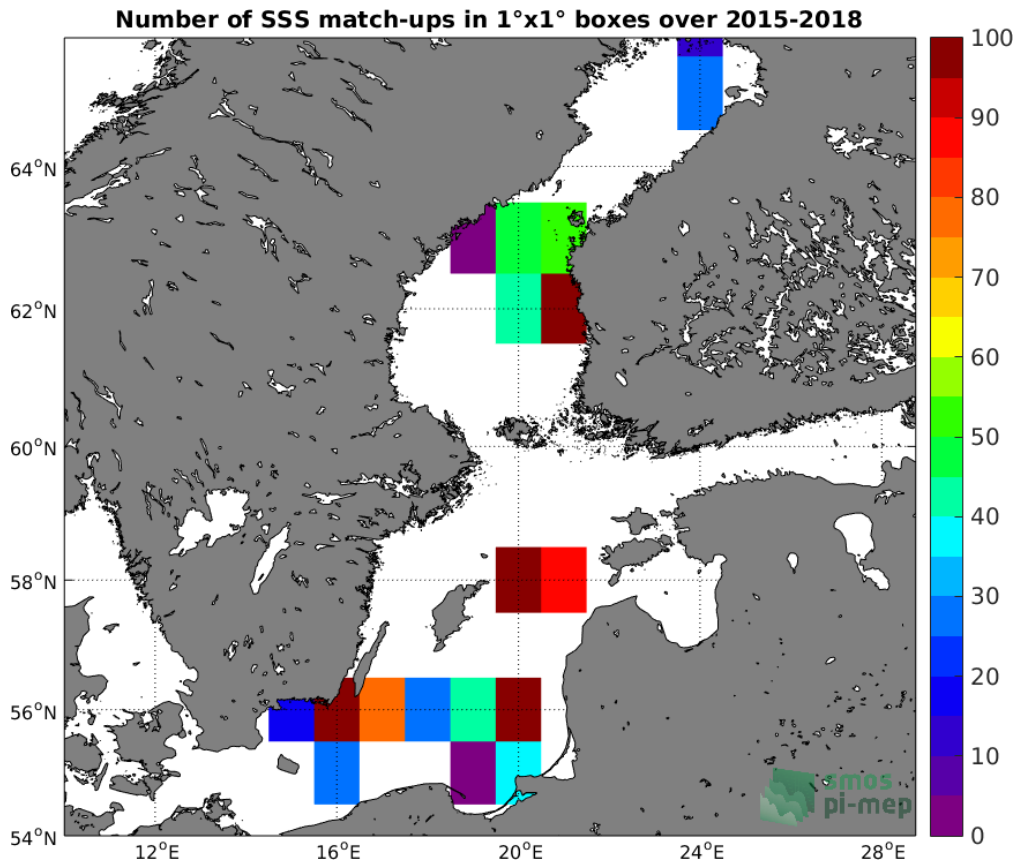 Number of SSS match-ups in 1°x1° boxes over 2015-2018
64°N
62°N
60°N
58°N
56°N
54°N
12°E
16°E
20°E
24°E
28°E
100
90
80
70
60
50
40
30
20
10
0
smos
pi-mep